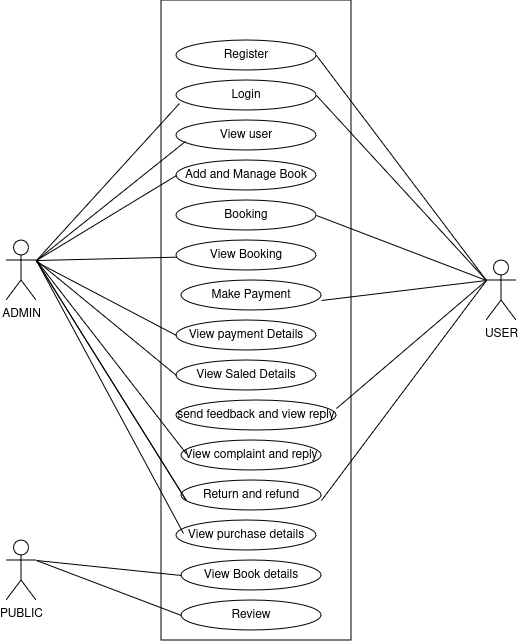 Register
Login
View user
Add and Manage Book
Booking
View Booking
Make Payment
ADMIN
View payment Details
USER
View Saled Details
send feedback and view reply
View complaint and reply
Return and refund
View purchase details
View Book details
PUBLIC
Review